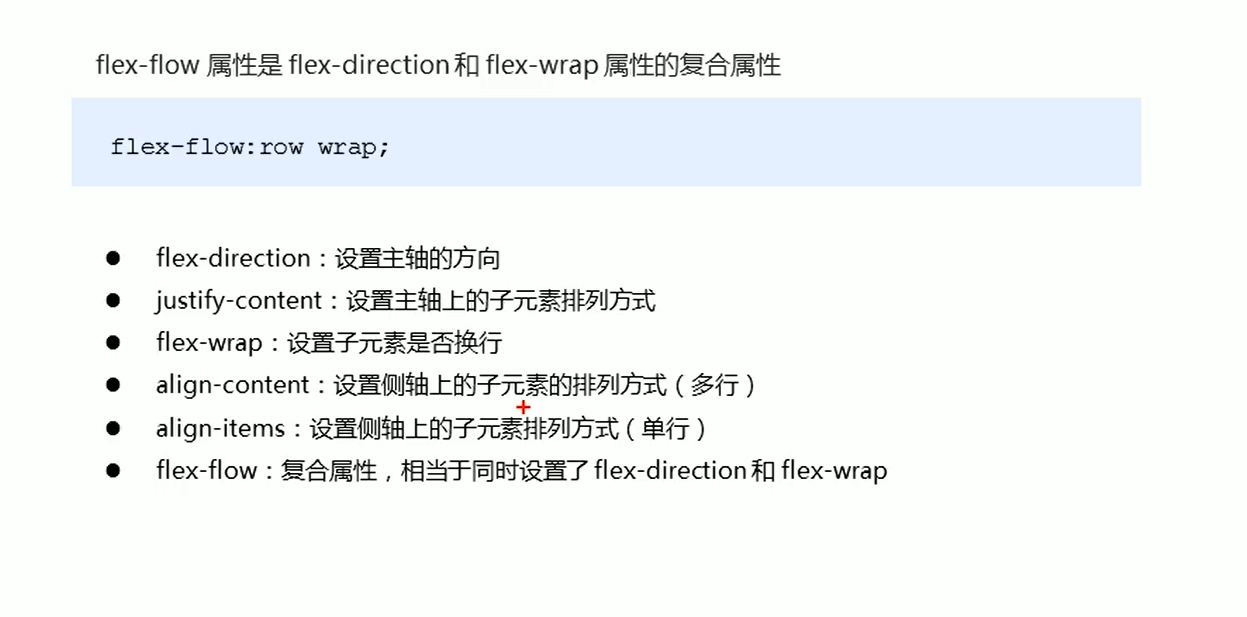 flex-flow 属性是 flex-direction 和 flex-wrap 属性的复合属性
flex-flow:row wrap;
● flex-direction：设置主轴的方向
● justify-content：设置主轴上的子元素排列方式
● flex-wrap：设置子元素是否换行
● align-content：设置侧轴上的子元素的排列方式（多行）
● align-items：设置侧轴上的子元素排列方式（单行）
● flex-flow：复合属性，相当于同时设置了 flex-direction 和 flex-wrap